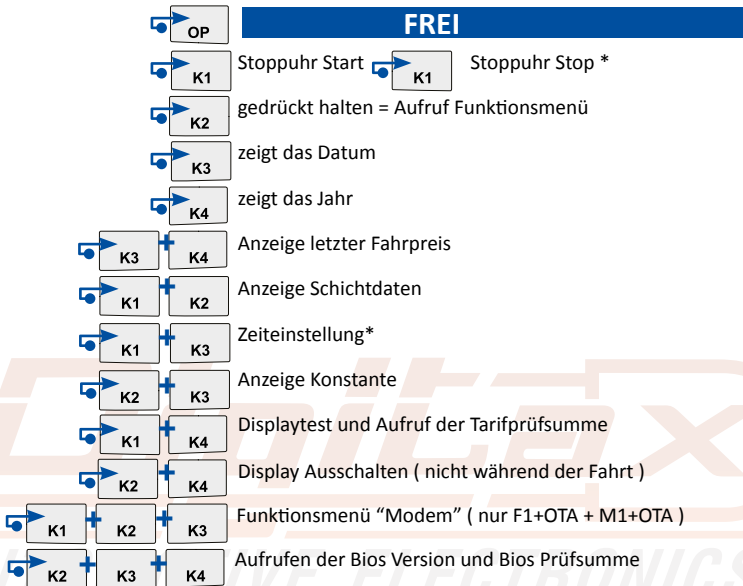 OP FREI
K1 Stoppuhr Start K1 Stoppuhr Stop *
K2 gedrückt halten = Aufruf Funktionsmenü
K3 zeigt das Datum
K4 zeigt das Jahr
K3 + K4 Anzeige letzter Fahrpreis
K1 + K2 Anzeige Schichtdaten
K1 + K3 Zeiteinstellung*
K2 + K3 Anzeige Konstante
K1 + K4 Displaytest und Aufruf der Tarifprüfsumme
K2 + K4 Display Ausschalten ( nicht während der Fahrt )
K1 + K2 + K3 Funktionsmenü “Modem” ( nur F1+OTA + M1+OTA )
K2 + K3 + K4 Aufrufen der Bios Version und Bios Prüfsumme
Digitax
IVE ELECTRONICS